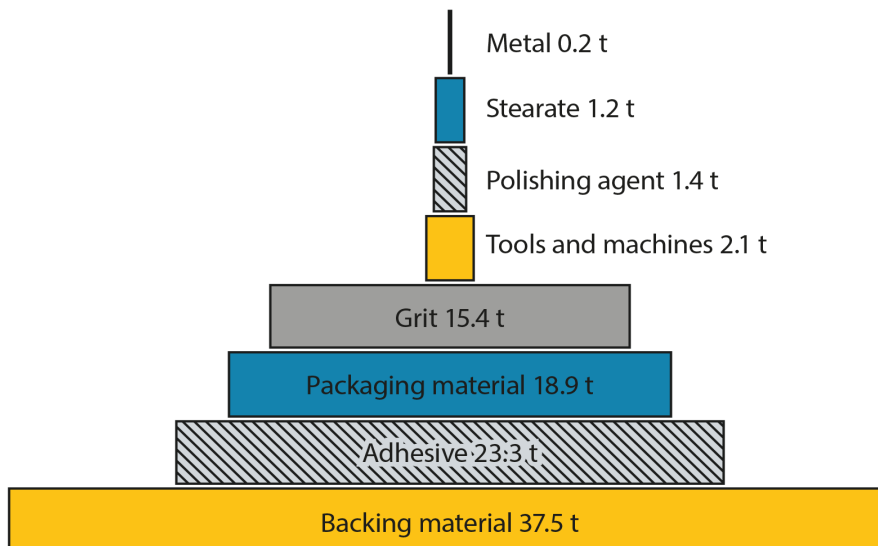 Metal 0.2 t
Stearate 1.2 t
Polishing agent 1.4 t
Tools and machines 2.1 t
Grit 15.4 t
Packaging material 18.9 t
Adhesive 23.3 t
Backing material 37.5 t